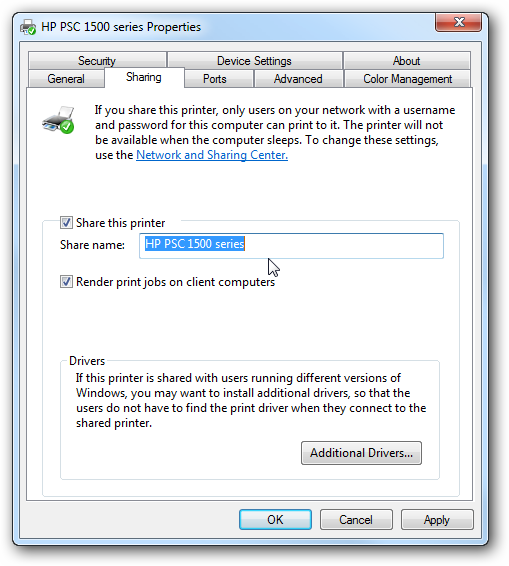 HP PSC 1500 series Properties
Security Device Settings About
General Sharing Ports Advanced Color Management
If you share this printer, only users on your network with a username
and password for this computer can print to it. The printer will not
be available when the computer sleeps. To change these settings,
use the Network and Sharing Center.
Share this printer
Share name: HP PSC 1500 series
Render print jobs on client computers
Drivers
If this printer is shared with users running different versions of
Windows, you may want to install additional drivers, so that the
users do not have to find the print driver when they connect to the
shared printer.
Additional Drivers...
OK Cancel Apply